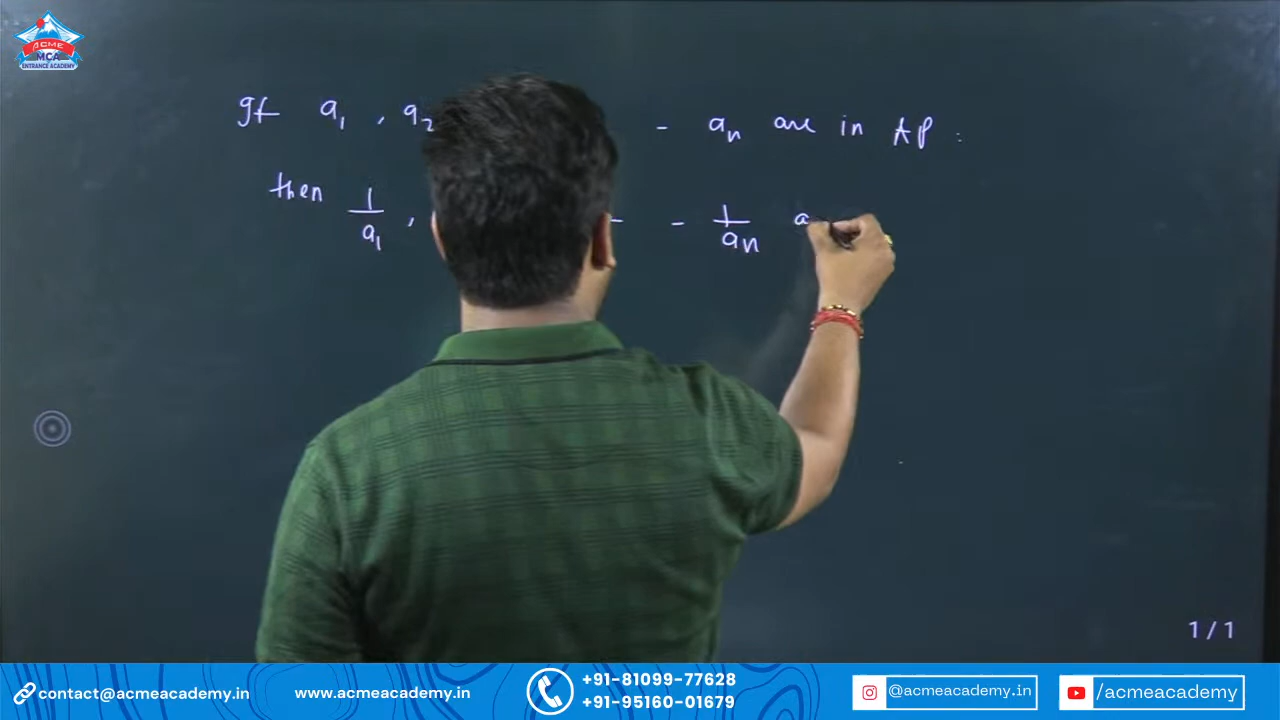 ACME
MCA
ENTRANCE ACADEMY
If a₁ , a₂ - aₙ are in AP :
then 1/a₁ , - - 1/aₙ a
1 / 1
contact@acmeacademy.in
www.acmeacademy.in
+91-81099-77628
+91-95160-01679
@acmeacademy.in
/acmeacademy